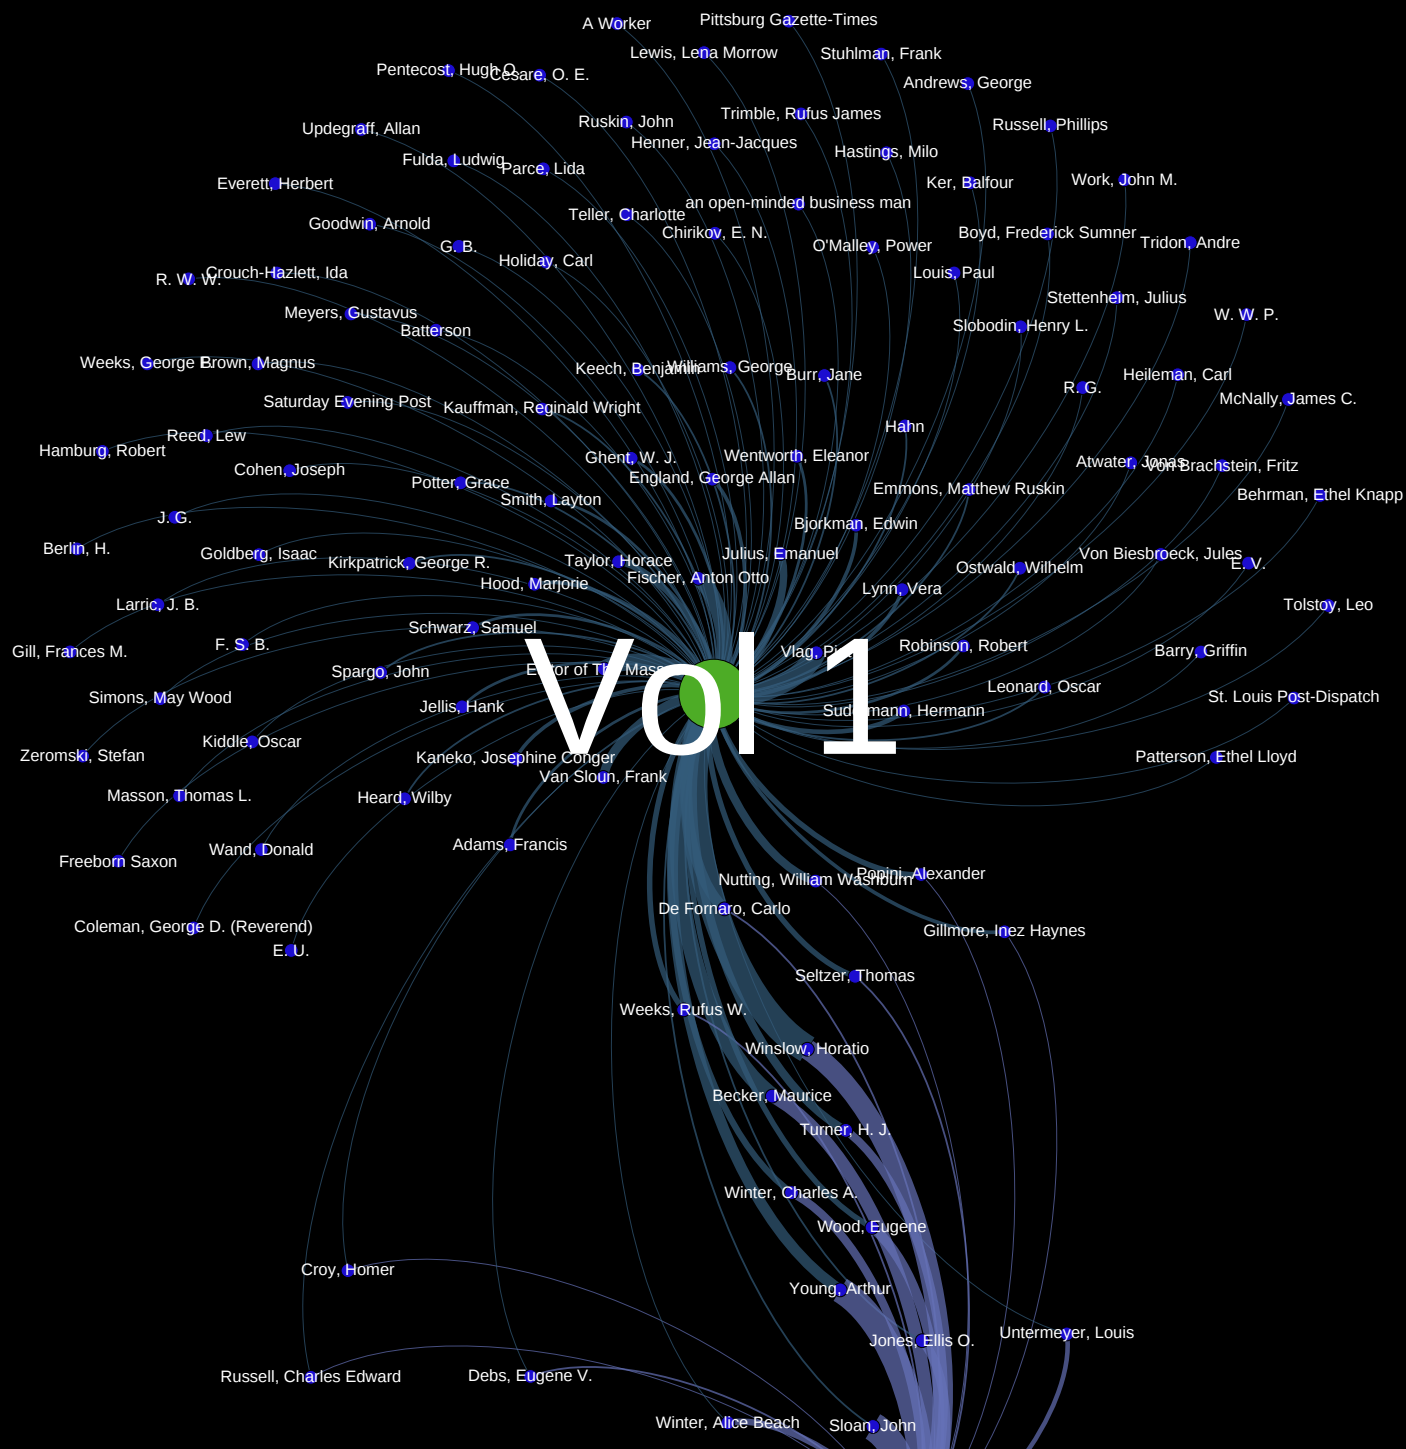 Pittsburg Gazette-Times
A Worker
Lewis, Lena Morrow
Stuhlman, Frank
Pentecost, Hugh O.
Cesare, O. E.
Andrews, George
Trimble, Rufus James
Ruskin, John
Russell, Phillips
Updegraff, Allan
Henner, Jean-Jacques
Hastings, Milo
Fulda, Ludwig
Parce, Lida
Work, John M.
Ker, Balfour
Everett, Herbert
an open-minded business man
Teller, Charlotte
Goodwin, Arnold
Chirikov, E. N.
Boyd, Frederick Sumner
Tridon, Andre
O'Malley, Power
G. B.
Holiday, Carl
Crouch-Hazlett, Ida
Louis, Paul
R. W. W.
Stettenheim, Julius
Meyers, Gustavus
W. W. P.
Slobodin, Henry L.
Batterson
Weeks, George
Brown, Magnus
Keech, Benjamin
Williams, George
Burr, Jane
Heileman, Carl
R. G.
McNally, James C.
Saturday Evening Post
Kauffman, Reginald Wright
Hahn
Reed, Lew
Hamburg, Robert
Ghent, W. J.
Wentworth, Eleanor
Atwater, Jonas
Von Brachstein, Fritz
Cohen, Joseph
England, George Allan
Potter, Grace
Emmons, Matthew Ruskin
Behrman, Ethel Knapp
Smith, Layton
J. G.
Bjorkman, Edwin
Berlin, H.
Goldberg, Isaac
Kirkpatrick, George R.
Taylor, Horace
Julius, Emanuel
Von Biesbroeck, Jules
E. V.
Ostwald, Wilhelm
Fischer, Anton Otto
Hood, Marjorie
Lynn, Vera
Larric, J. B.
Tolstoy, Leo
Schwarz, Samuel
F. S. B.
Robinson, Robert
Gill, Frances M.
Vlag,
Barry, Griffin
Spargo, John
Editor of The
Vol 1
Leonard, Oscar
Simons, May Wood
St. Louis Post-Dispatch
Jellis, Hank
Sudermann, Hermann
Kiddle, Oscar
Zeromski, Stefan
Kaneko, Josephine Conger
Patterson, Ethel Lloyd
Van Sloun, Frank
Masson, Thomas L.
Heard, Wilby
Adams, Francis
Wand, Donald
Freeborn Saxon
Popini, Alexander
Nutting, William Washburn
De Fornaro, Carlo
Coleman, George D. (Reverend)
Gillmore, Inez Haynes
E. U.
Seltzer, Thomas
Weeks, Rufus W.
Winslow, Horatio
Becker, Maurice
Turner, H. J.
Winter, Charles A.
Wood, Eugene
Croy, Homer
Young, Arthur
Untermeyer, Louis
Jones, Ellis O.
Russell, Charles Edward
Debs, Eugene V.
Winter, Alice Beach
Sloan, John